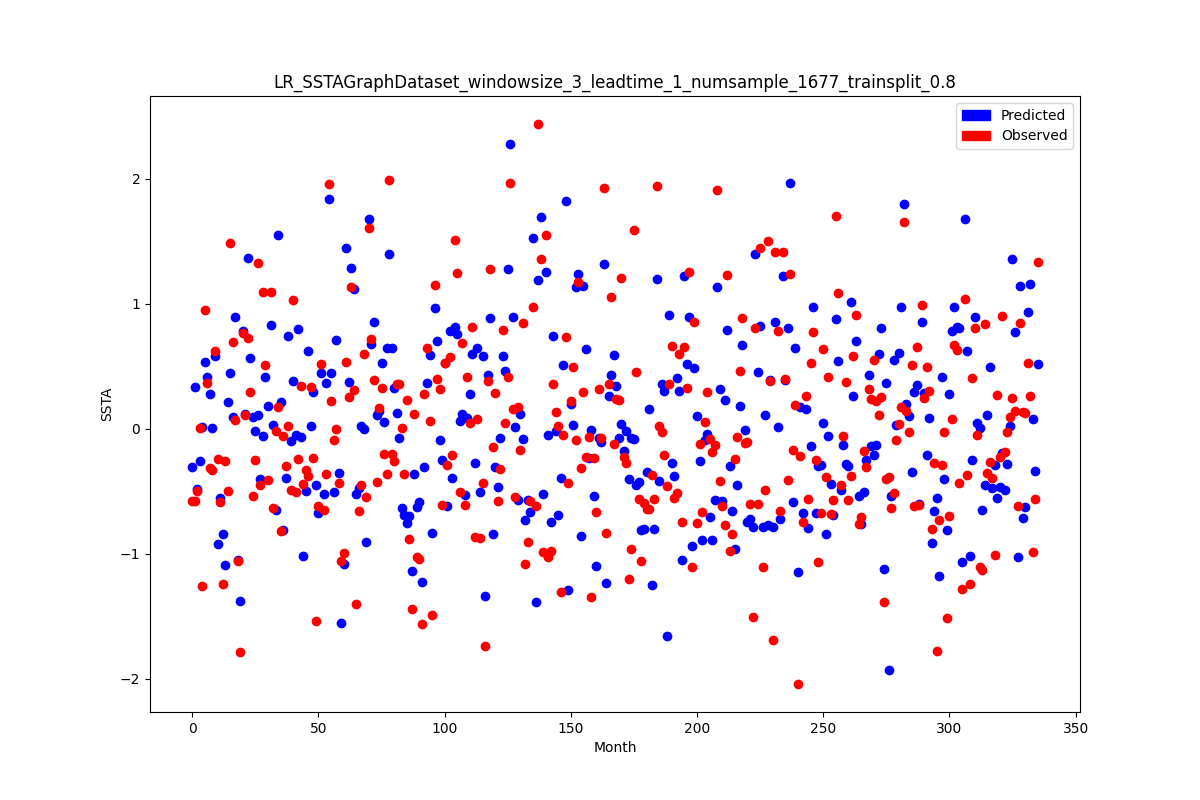 LR_SSTAGraphDataset_windowsize_3_leadtime_1_numsample_1677_trainsplit_0.8
Predicted
Observed
2
1
0
−1
−2
SSTA
0 50 100 150 200 250 300 350
Month